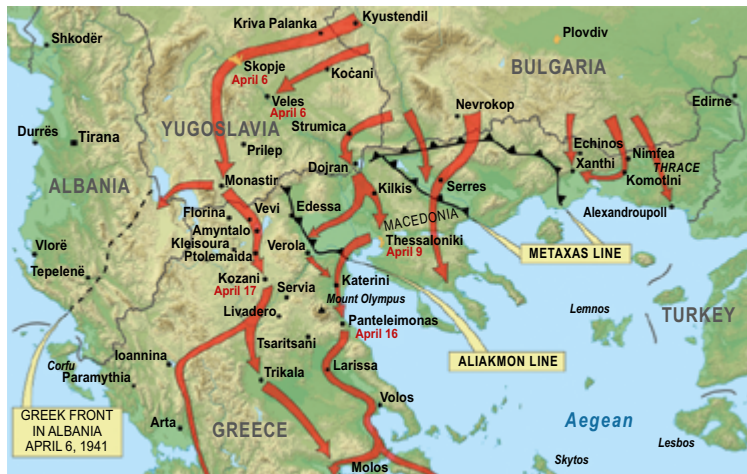 Kyustendil
Kriva Palanka
Shkodër
Plovdiv
Skopje
April 6
Koćani
BULGARIA
Veles
April 6
Nevrokop
Edirne
YUGOSLAVIA
Strumica
Durrës
Tirana
Prilep
Echinos
Nimfea
Dojran
Xanthi
THRACE
ALBANIA
Monastir
Kilkis
Serres
Komotlni
Florina
Vevi
Edessa
MACEDONIA
Alexandroupoll
Amyntalo
Vlorë
Kleisoura
Verola
Thessaloniki
April 9
METAXAS LINE
Ptolemaida
Tepelenë
Kozani
April 17
Servia
Katerini
Mount Olympus
Lemnos
TURKEY
Livadero
Panteleimonas
April 16
Tsaritsani
Ioannina
ALIAKMON LINE
Corfu
Paramythia
Larissa
Trikala
Volos
GREEK FRONT
IN ALBANIA
APRIL 6, 1941
Arta
GREECE
Aegean
Lesbos
Skytos
Molos